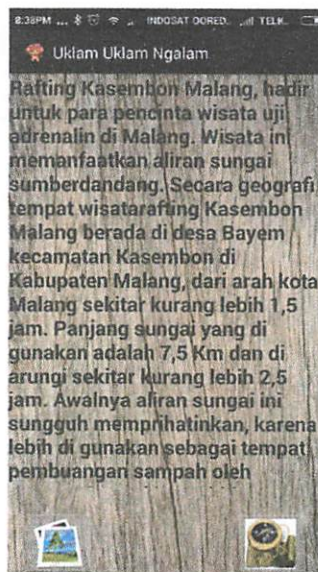 8:38PM ... INDOSAT OORED.. TELK..
Uklam Uklam Ngalam
Rafting Kasembon Malang, hadir
untuk para pencinta wisata uji
adrenalin di Malang. Wisata ini
memanfaatkan aliran sungai
sumberdandang. Secara geografi
tempat wisatarafting Kasembon
Malang berada di desa Bayem
kecamatan Kasembon di
Kabupaten Malang, dari arah kota
Malang sekitar kurang lebih 1,5
jam. Panjang sungai yang di
gunakan adalah 7,5 Km dan di
arungi sekitar kurang lebih 2,5
jam. Awalnya aliran sungai ini
sungguh memprihatinkan, karena
lebih di gunakan sebagai tempat
pembuangan sampah oleh